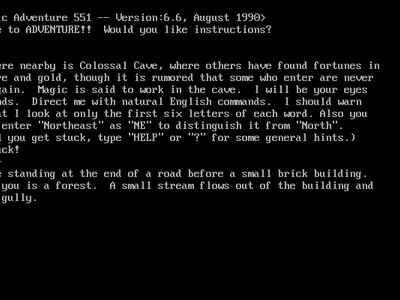 ic Adventure 551 -- Version:6.6, August 1990>
e to ADVENTURE!! Would you like instructions?
ere nearby is Colossal Cave, where others have found fortunes in
re and gold, though it is rumored that some who enter are never
gain. Magic is said to work in the cave. I will be your eyes
nds. Direct me with natural English commands. I should warn
at I look at only the first six letters of each word. Also you
enter "Northeast" as "NE" to distinguish it from "North".
d you get stuck, type "HELP" or "?" for some general hints.)
uck!
-
e standing at the end of a road before a small brick building.
you is a forest. A small stream flows out of the building and
gully.